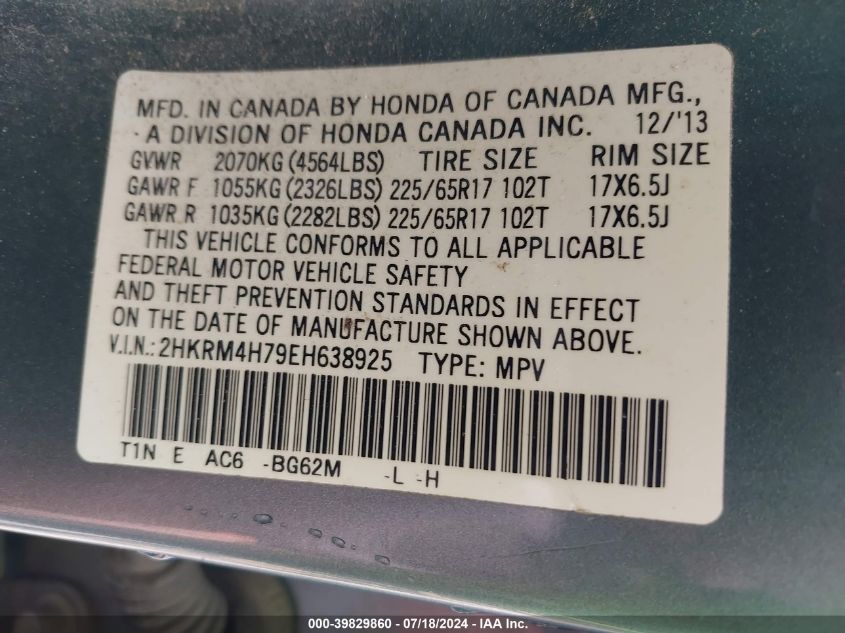 MFD. IN CANADA BY HONDA OF CANADA MFG.,
A DIVISION OF HONDA CANADA INC. 12/'13
GVWR 2070KG (4564LBS) TIRE SIZE RIM SIZE
GAWR F 1055KG (2326LBS) 225/65R17 102T 17X6.5J
GAWR R 1035KG (2282LBS) 225/65R17 102T 17X6.5J
THIS VEHICLE CONFORMS TO ALL APPLICABLE
FEDERAL MOTOR VEHICLE SAFETY
AND THEFT PREVENTION STANDARDS IN EFFECT
ON THE DATE OF MANUFACTURE SHOWN ABOVE.
V.I.N.: 2HKRM4H79EH638925 TYPE: MPV
T1N E AC6 -BG62M -L -H
000-39829860 - 07/18/2024 - IAA Inc.